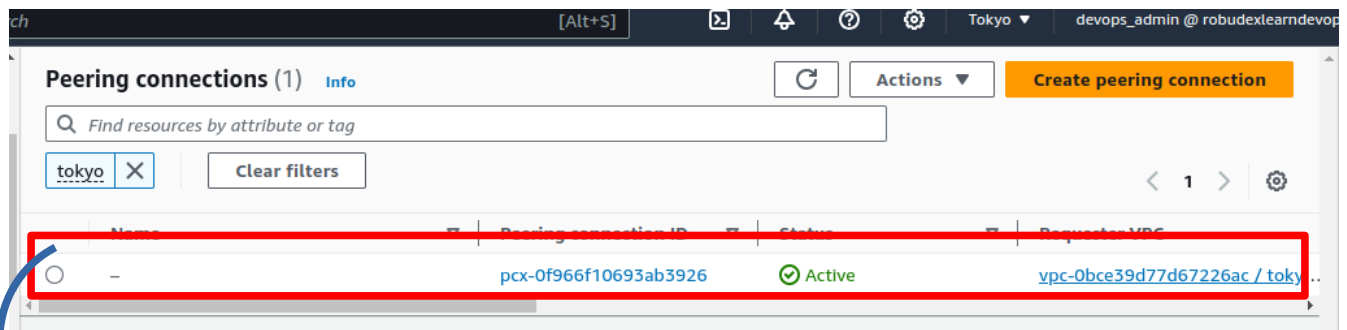 ch [Alt+S] Tokyo ▼ devops_admin @ robudexlearndevop
Peering connections (1) Info Actions ▼ Create peering connection
Find resources by attribute or tag
tokyo Clear filters
1
Name Peering connection ID Status Requester VPC
– pcx-0f966f10693ab3926 Active vpc-0bce39d77d67226ac / toky...